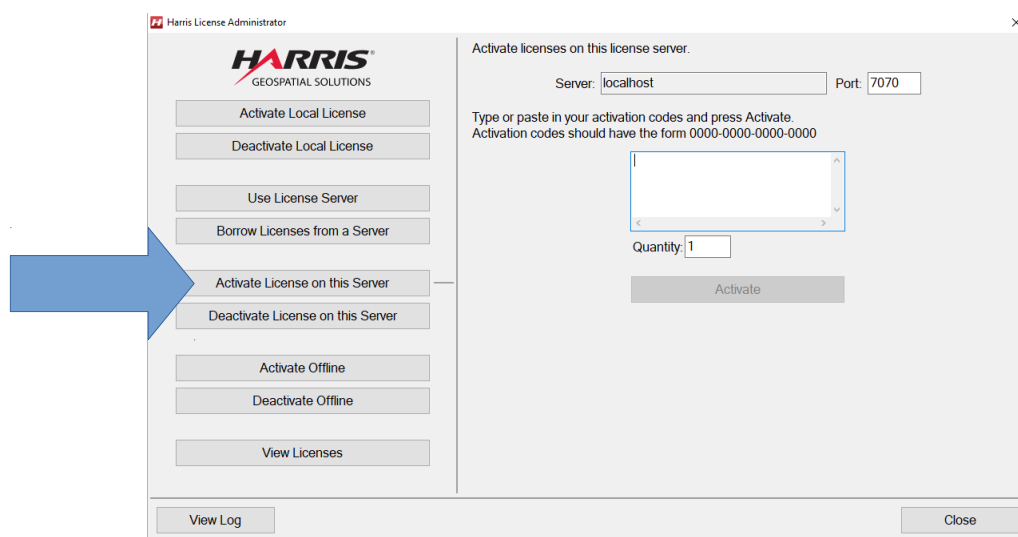 Harris License Administrator
HARRIS
GEOSPATIAL SOLUTIONS
Activate Local License
Deactivate Local License
Use License Server
Borrow Licenses from a Server
Activate License on this Server
Deactivate License on this Server
Activate Offline
Deactivate Offline
View Licenses
Activate licenses on this license server.
Server: localhost Port: 7070
Type or paste in your activation codes and press Activate.
Activation codes should have the form 0000-0000-0000-0000
Quantity: 1
Activate
View Log
Close